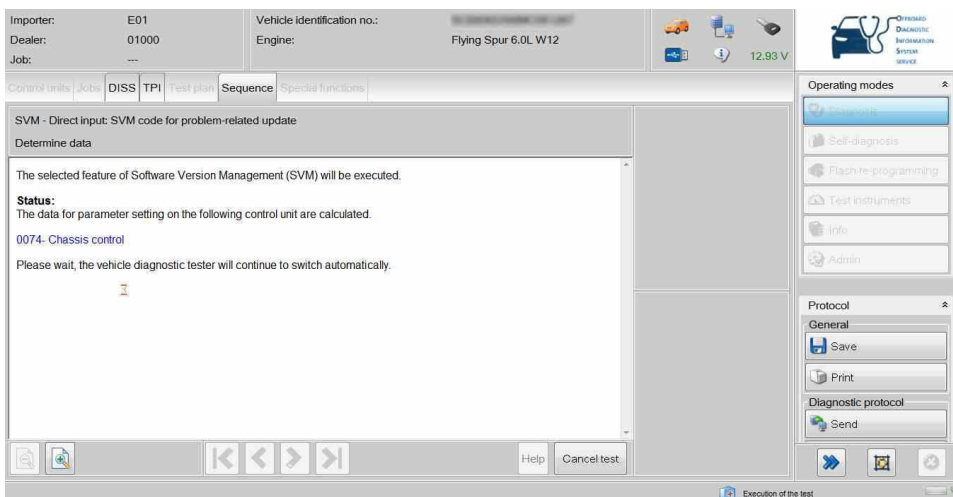 Importer: E01 Vehicle identification no.:
Dealer: 01000 Engine: Flying Spur 6.0L W12
Job: ---
12.93 V
OFFBOARD
DIAGNOSTIC
INFORMATION
SYSTEM
SERVICE
Control units Jobs DISS TPI Test plan Sequence Special functions
SVM - Direct input: SVM code for problem-related update
Determine data
The selected feature of Software Version Management (SVM) will be executed.
Status:
The data for parameter setting on the following control unit are calculated.
0074- Chassis control
Please wait, the vehicle diagnostic tester will continue to switch automatically.
Help Cancel test
Operating modes
Diagnosis
Self-diagnosis
Flash re-programming
Test instruments
Info
Admin
Protocol
General
Save
Print
Diagnostic protocol
Send
Execution of the test